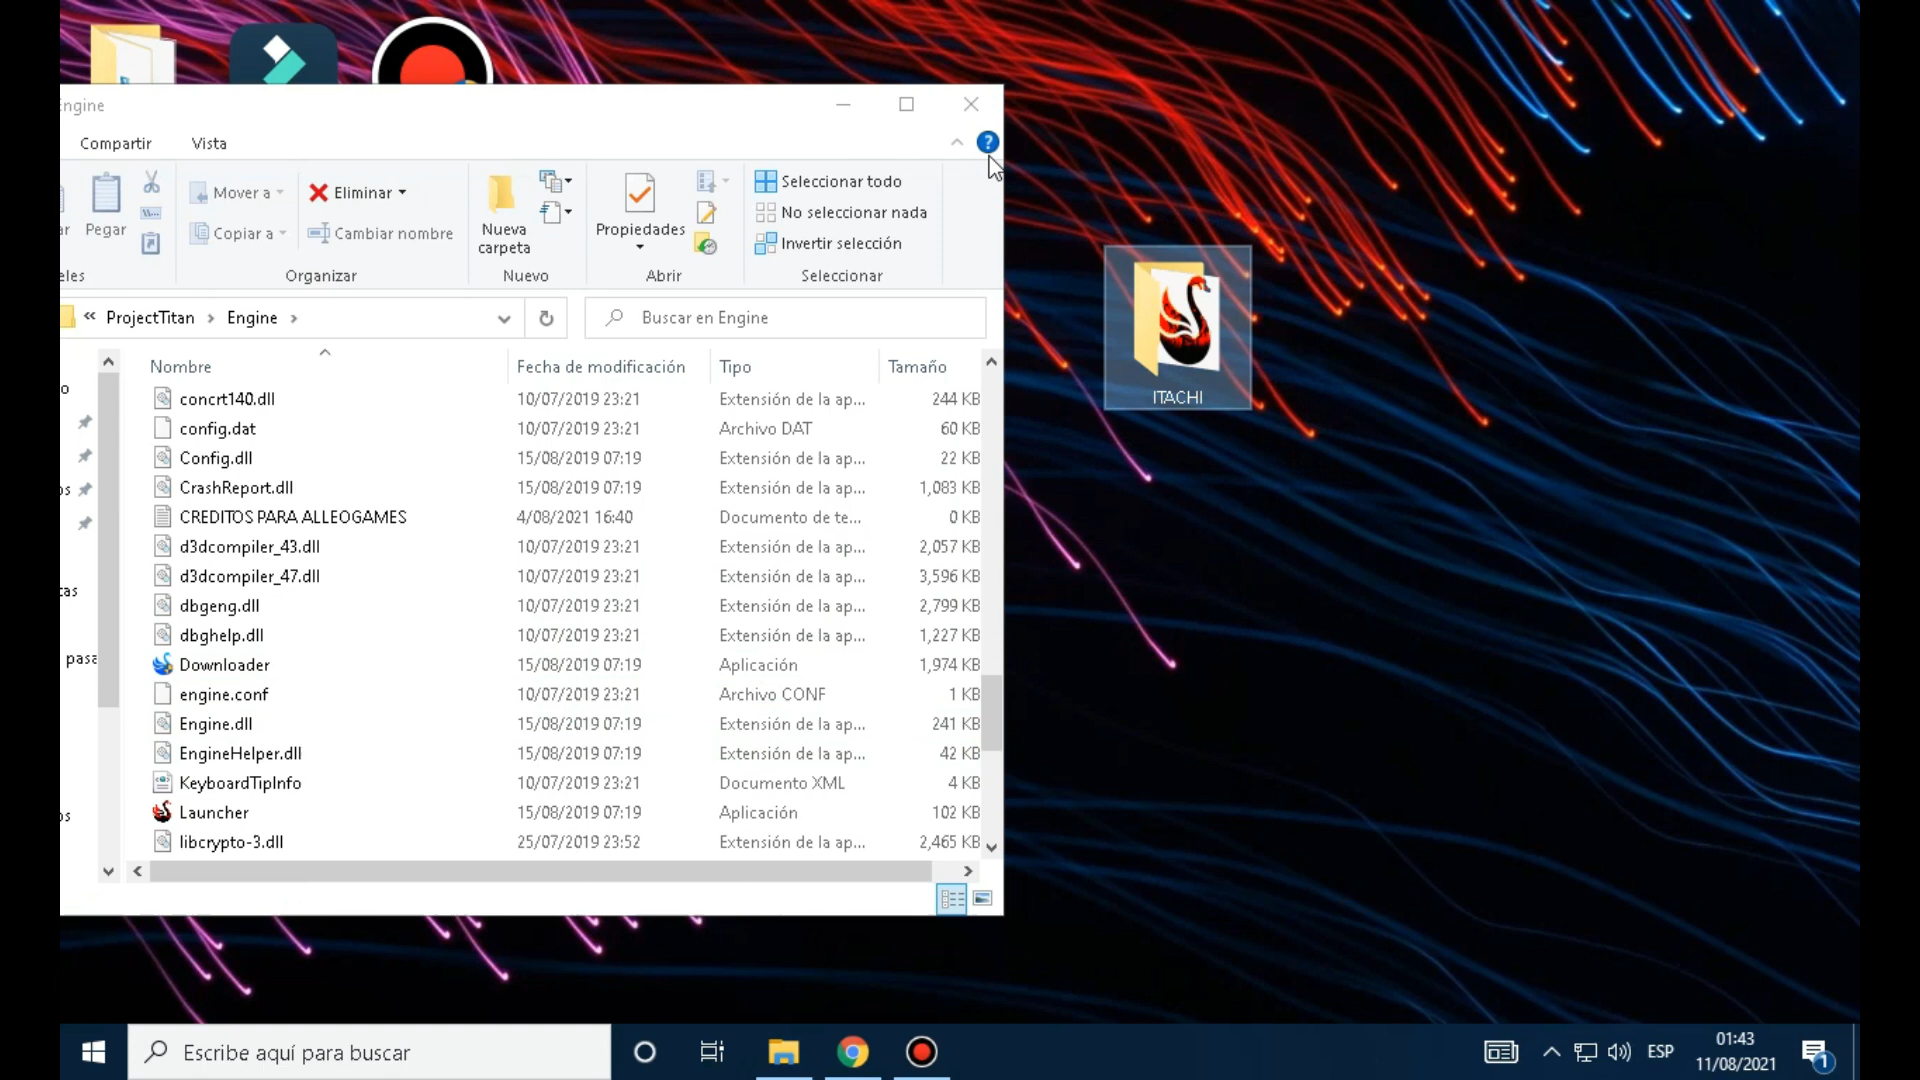 Engine
Compartir Vista
Pegar
Mover a
Copiar a
Eliminar
Cambiar nombre
Organizar
Nueva carpeta
Nuevo
Propiedades
Abrir
Seleccionar todo
No seleccionar nada
Invertir selección
Seleccionar
« ProjectTitan > Engine >
Buscar en Engine
Nombre Fecha de modificación Tipo Tamaño
concrt140.dll 10/07/2019 23:21 Extensión de la ap... 244 KB
config.dat 10/07/2019 23:21 Archivo DAT 60 KB
Config.dll 15/08/2019 07:19 Extensión de la ap... 22 KB
CrashReport.dll 15/08/2019 07:19 Extensión de la ap... 1,083 KB
CREDITOS PARA ALLEOGAMES 4/08/2021 16:40 Documento de te... 0 KB
d3dcompiler_43.dll 10/07/2019 23:21 Extensión de la ap... 2,057 KB
d3dcompiler_47.dll 10/07/2019 23:21 Extensión de la ap... 3,596 KB
dbgeng.dll 10/07/2019 23:21 Extensión de la ap... 2,799 KB
dbghelp.dll 10/07/2019 23:21 Extensión de la ap... 1,227 KB
Downloader 15/08/2019 07:19 Aplicación 1,974 KB
engine.conf 10/07/2019 23:21 Archivo CONF 1 KB
Engine.dll 15/08/2019 07:19 Extensión de la ap... 241 KB
EngineHelper.dll 15/08/2019 07:19 Extensión de la ap... 42 KB
KeyboardTipInfo 10/07/2019 23:21 Documento XML 4 KB
Launcher 15/08/2019 07:19 Aplicación 102 KB
libcrypto-3.dll 25/07/2019 23:52 Extensión de la ap... 2,465 KB
ITACHI
Escribe aquí para buscar
ESP
01:43
11/08/2021
1